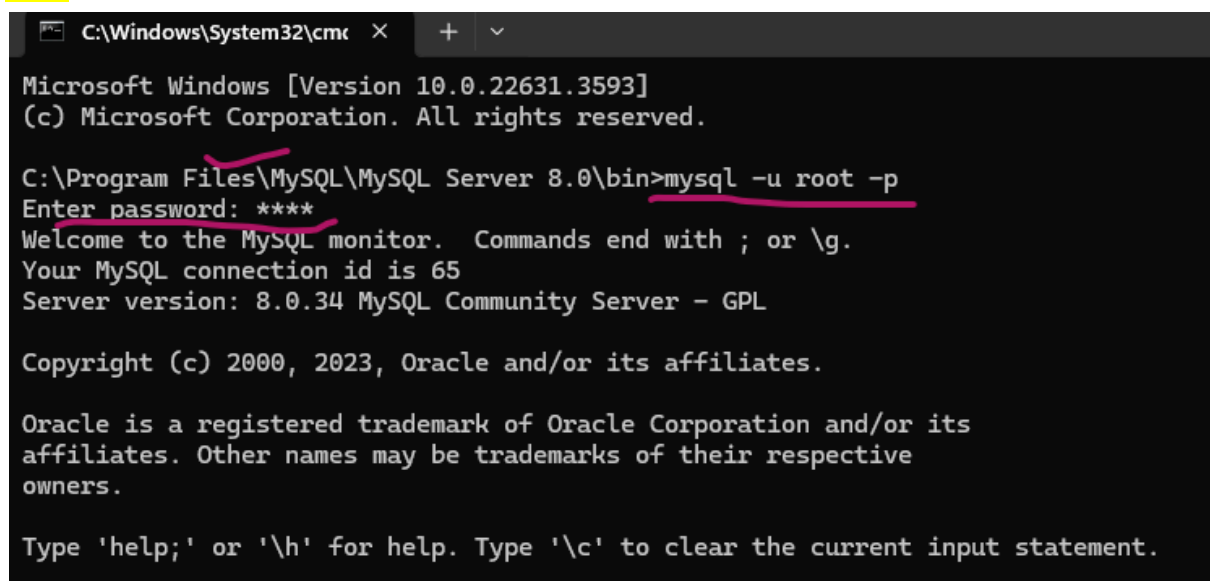 C:\Windows\System32\cmc
Microsoft Windows [Version 10.0.22631.3593]
(c) Microsoft Corporation. All rights reserved.
C:\Program Files\MySQL\MySQL Server 8.0\bin>mysql -u root -p
Enter password: ****
Welcome to the MySQL monitor.  Commands end with ; or \g.
Your MySQL connection id is 65
Server version: 8.0.34 MySQL Community Server - GPL
Copyright (c) 2000, 2023, Oracle and/or its affiliates.
Oracle is a registered trademark of Oracle Corporation and/or its
affiliates. Other names may be trademarks of their respective
owners.
Type 'help;' or '\h' for help. Type '\c' to clear the current input statement.